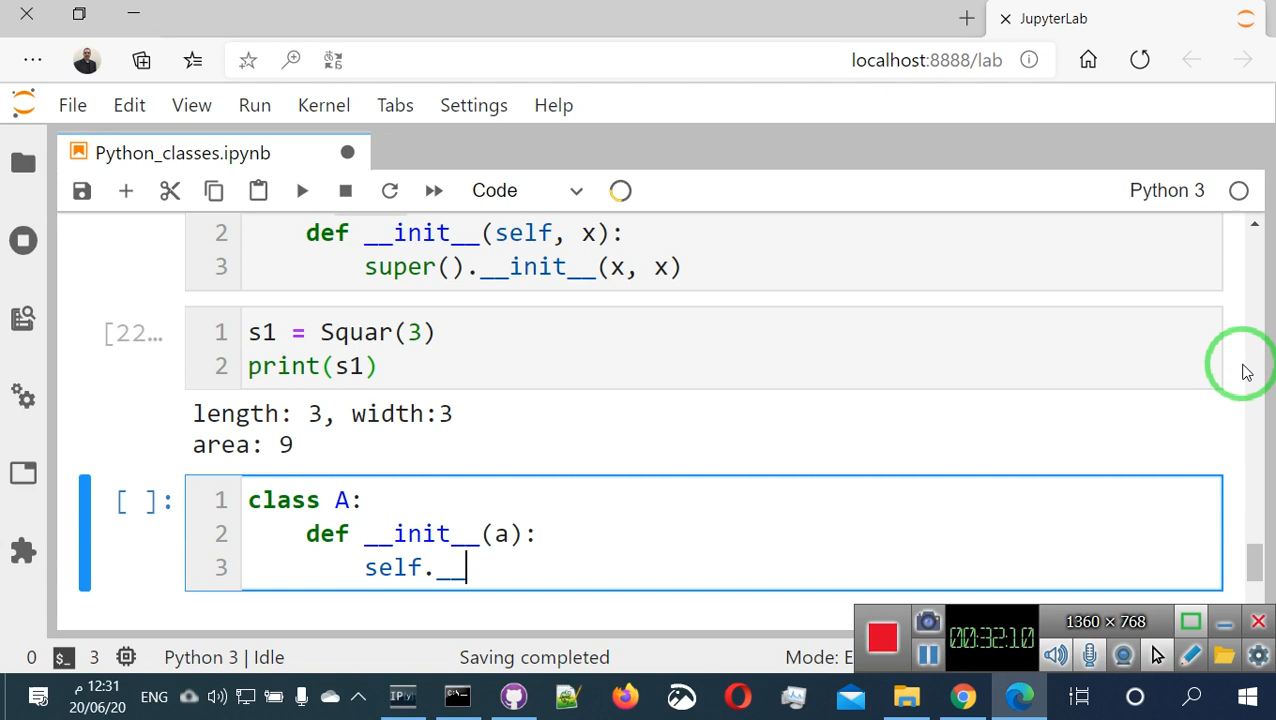 JupyterLab
localhost:8888/lab
File Edit View Run Kernel Tabs Settings Help
Python_classes.ipynb
Code
Python 3
2 def __init__(self, x):
3 super().__init__(x, x)
[22…
1 s1 = Squar(3)
2 print(s1)
length: 3, width:3
area: 9
[ ]:
1 class A:
2 def __init__(a):
3 self.__
1360 × 768
00:32:10
0 3 Python 3 | Idle Saving completed Mode: E
12:31 م
20/06/20
ENG
IPy